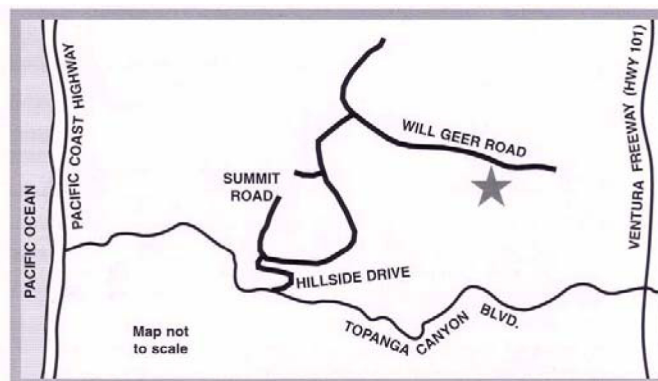 PACIFIC OCEAN
PACIFIC COAST HIGHWAY
SUMMIT
ROAD
WILL GEER ROAD
HILLSIDE DRIVE
TOPANGA CANYON BLVD.
VENTURA FREEWAY (HWY 101)
Map not
to scale